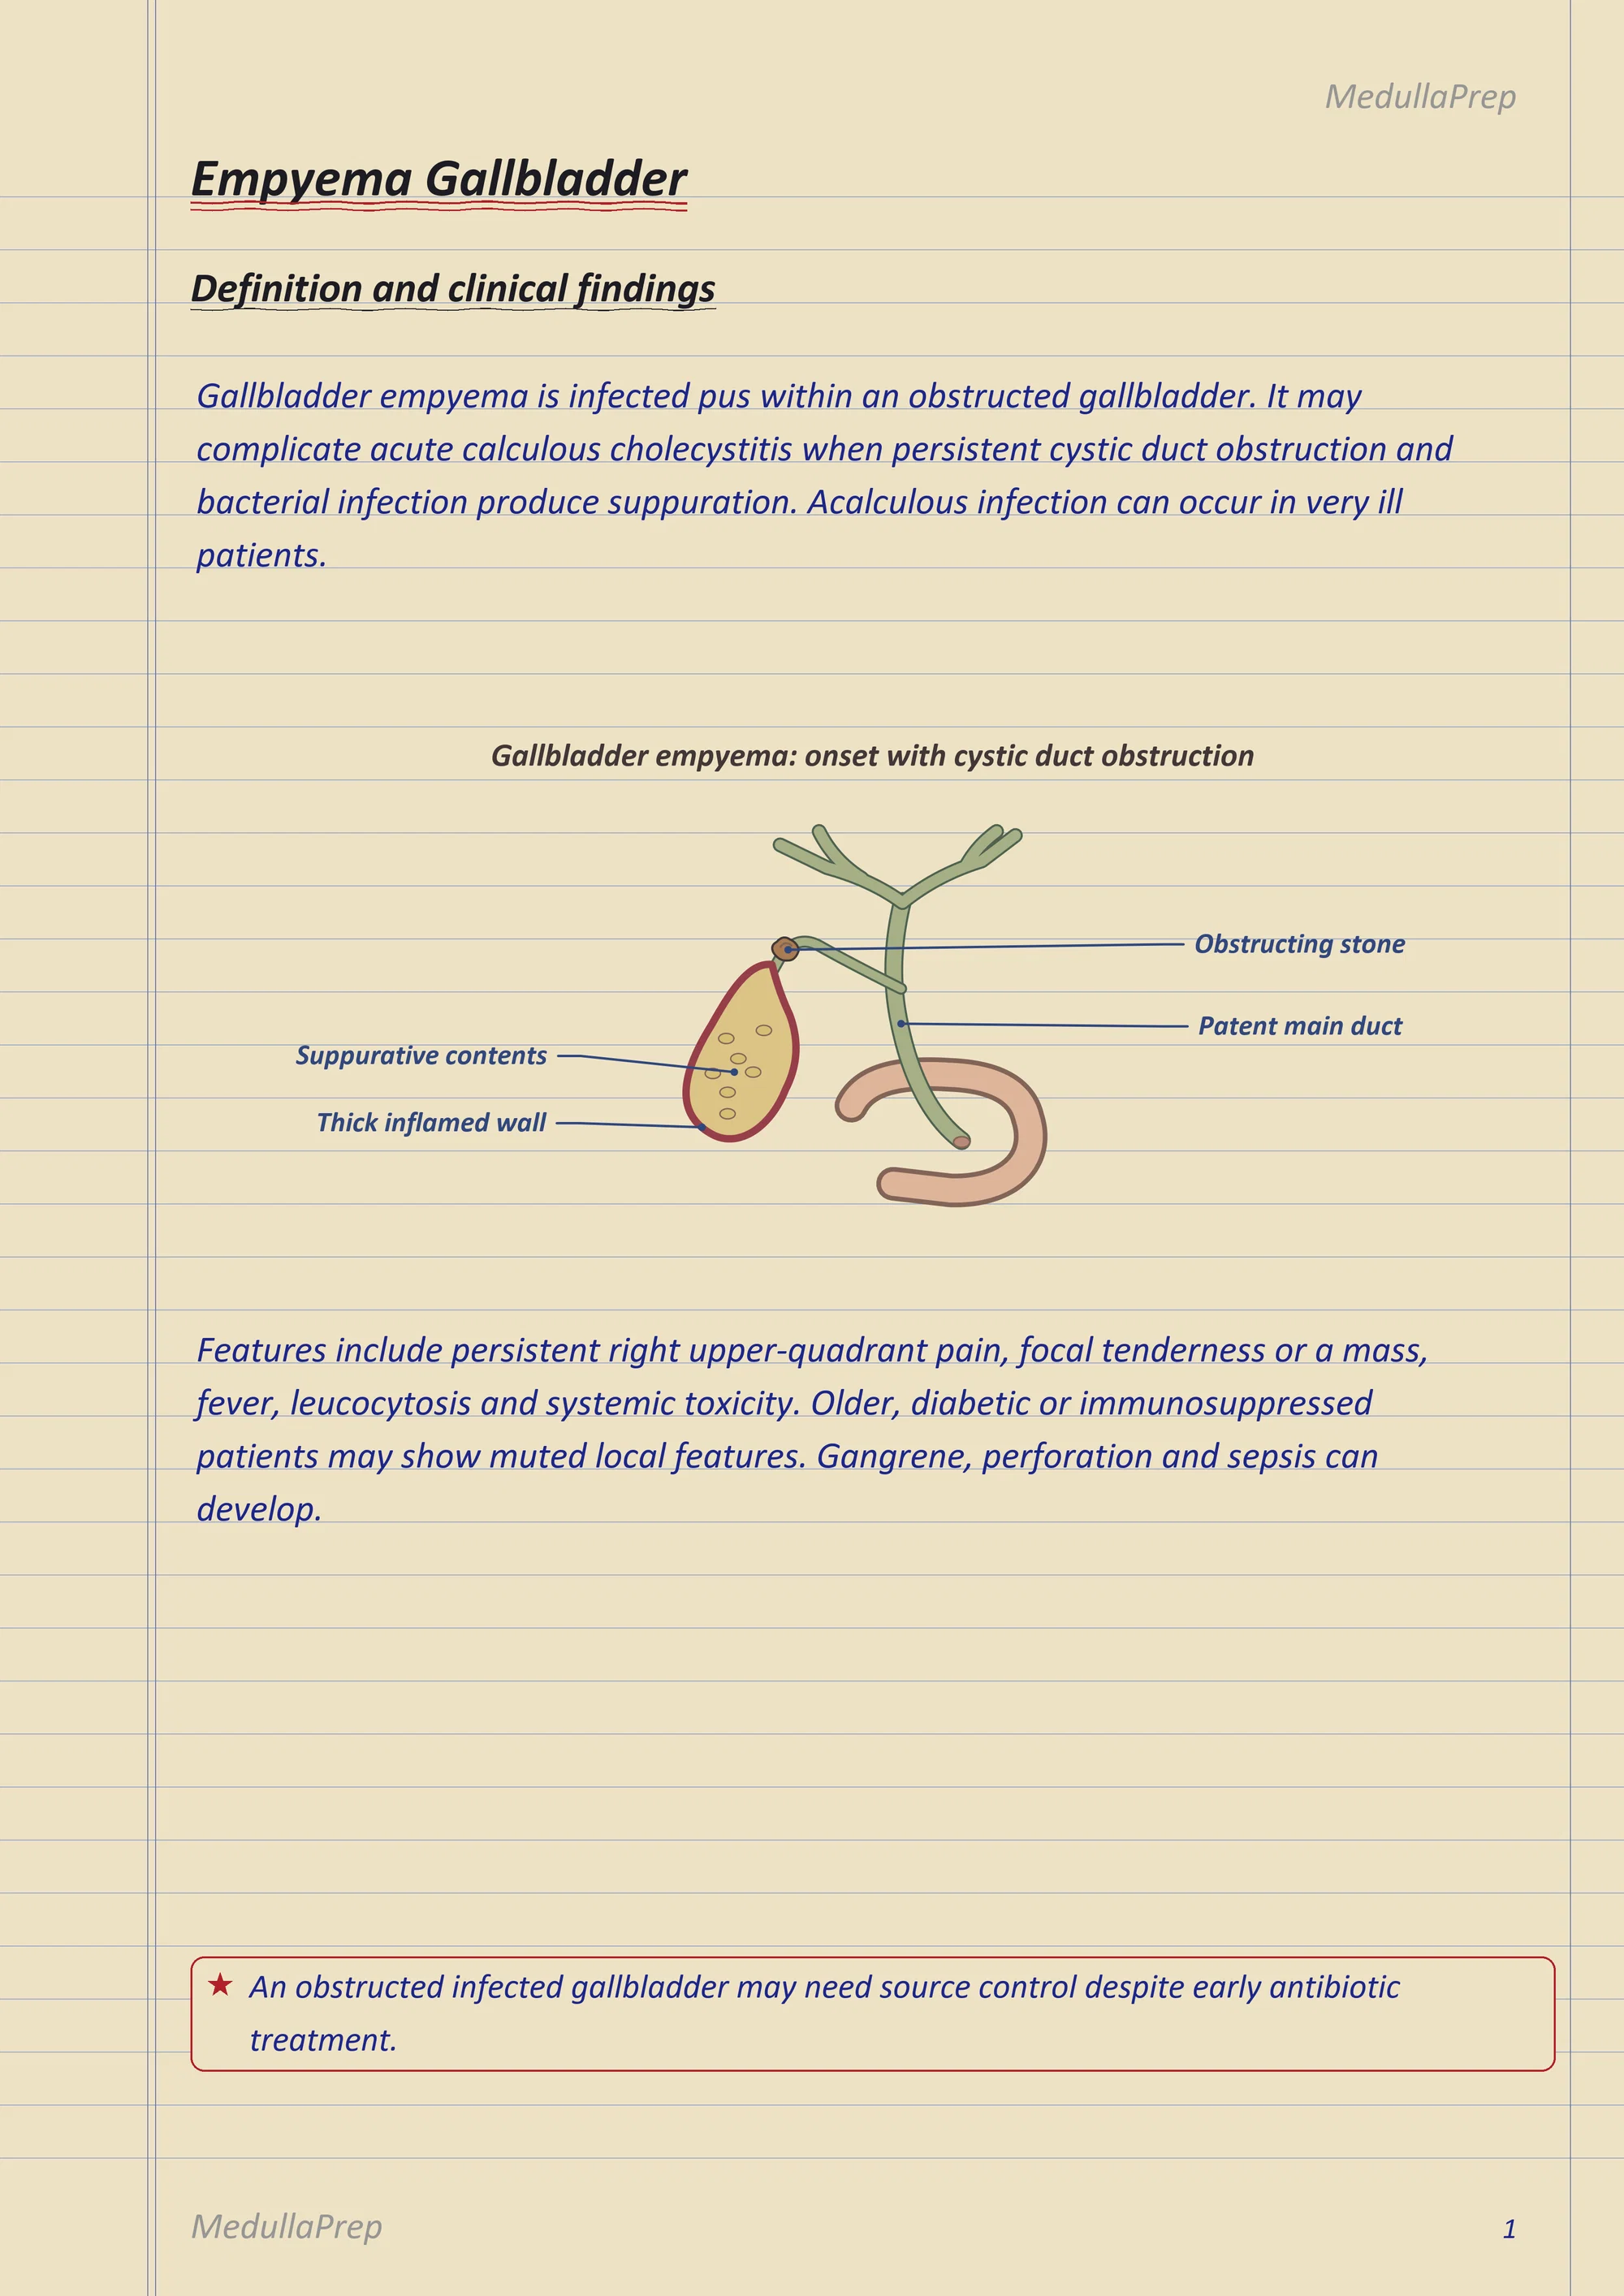 MedullaPrep
Empyema Gallbladder
Definition and clinical findings
Gallbladder empyema is infected pus within an obstructed gallbladder. It may
complicate acute calculous cholecystitis when persistent cystic duct obstruction and
bacterial infection produce suppuration. Acalculous infection can occur in very ill
patients.
Gallbladder empyema: onset with cystic duct obstruction
Obstructing stone
Patent main duct
Suppurative contents
Thick inflamed wall
Features include persistent right upper-quadrant pain, focal tenderness or a mass,
fever, leucocytosis and systemic toxicity. Older, diabetic or immunosuppressed
patients may show muted local features. Gangrene, perforation and sepsis can
develop.
★ An obstructed infected gallbladder may need source control despite early antibiotic
treatment.
MedullaPrep
1